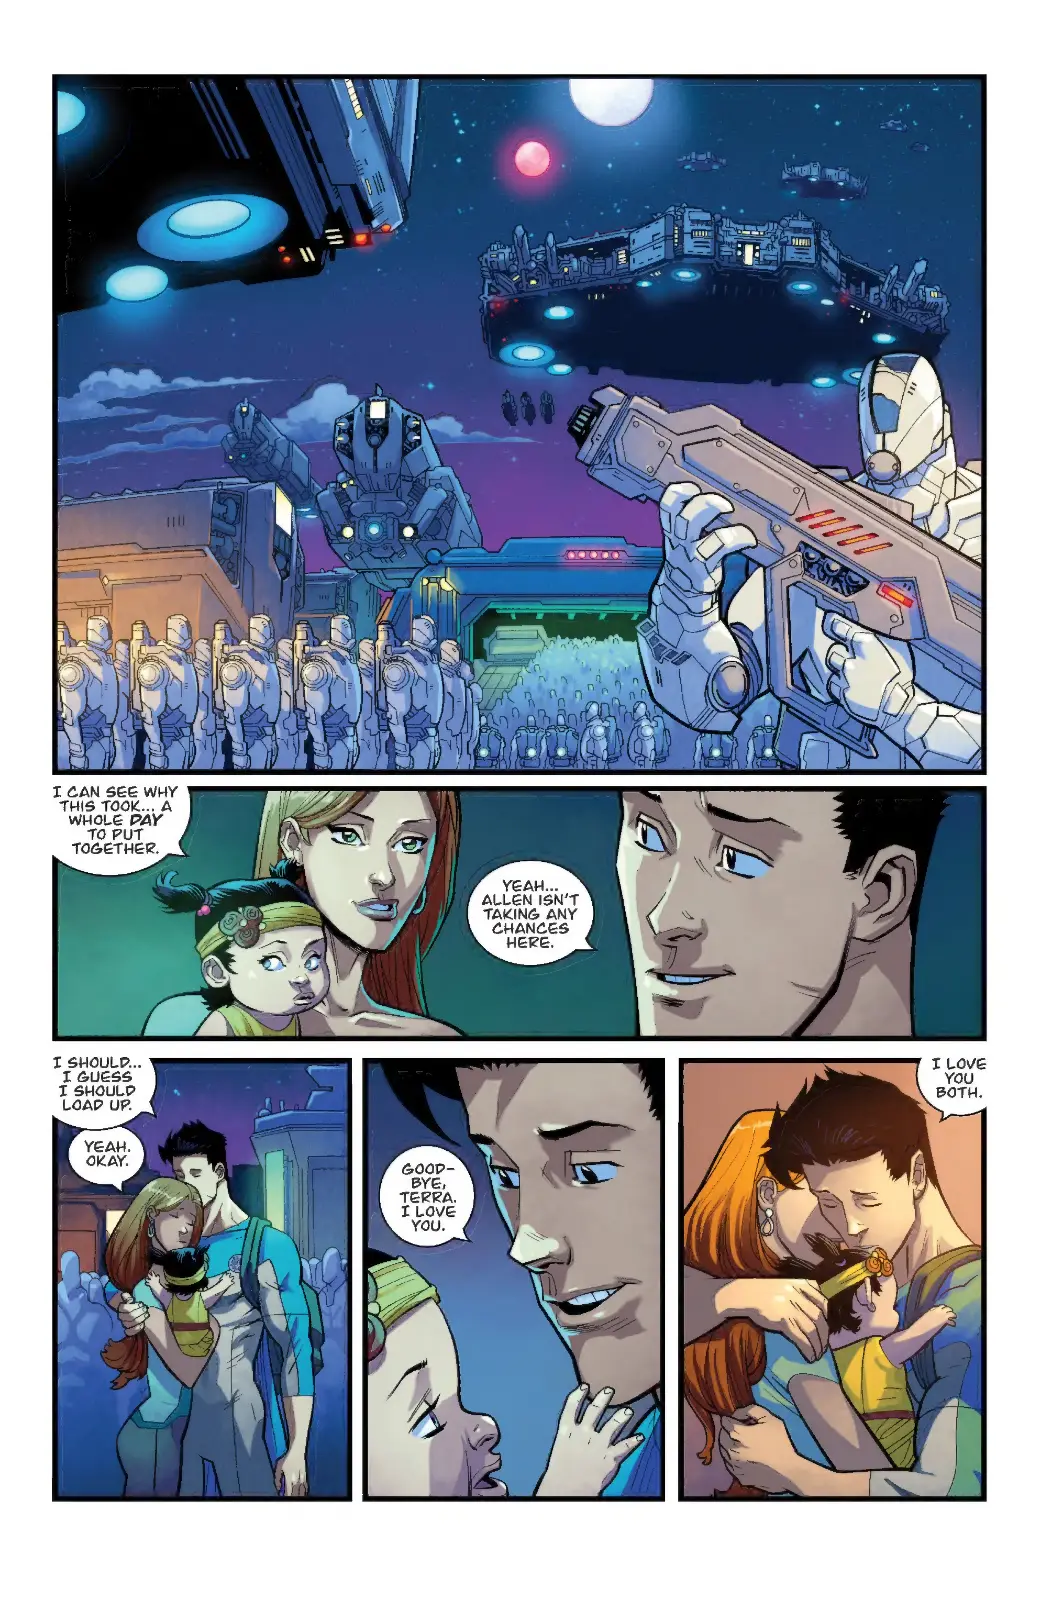 I CAN SEE WHY
THIS TOOK... A
WHOLE DAY
TO PUT
TOGETHER.
YEAH...
ALLEN ISN'T
TAKING ANY
CHANCES
HERE.
I SHOULD...
I GUESS
I SHOULD
LOAD UP.
YEAH.
OKAY.
GOOD-
BYE,
TERRA.
I LOVE
YOU.
I LOVE
YOU
BOTH.